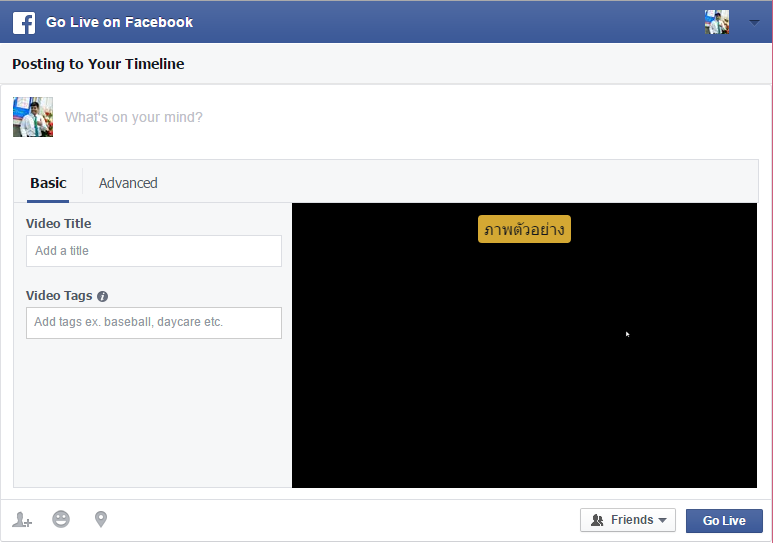 Go Live on Facebook
Posting to Your Timeline
What's on your mind?
Basic
Advanced
Video Title
Add a title
Video Tags
Add tags ex. baseball, daycare etc.
ภาพตัวอย่าง
Friends
Go Live